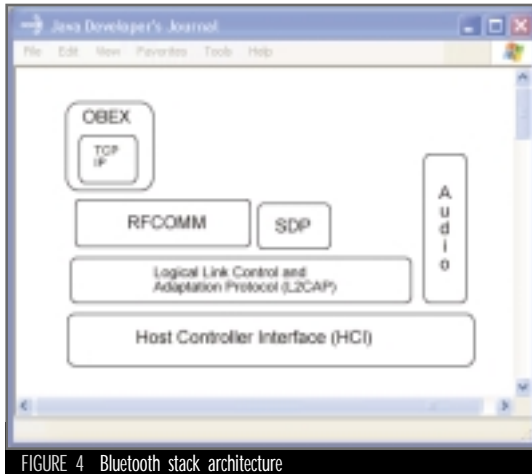 Java Developer's Journal
File Edit View Favorites Tools Help
OBEX
TCP
IP
RFCOMM
SDP
Audio
Logical Link Control and
Adaptation Protocol (L2CAP)
Host Controller Interface (HCI)
FIGURE 4 Bluetooth stack architecture